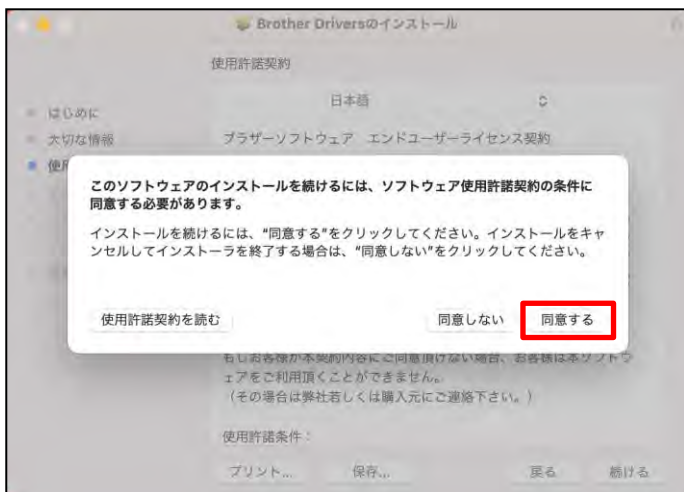 Brother Driversのインストール
使用許諾契約
日本語
はじめに
大切な情報
ブラザーソフトウェア エンドユーザーライセンス契約
使用
このソフトウェアのインストールを続けるには、ソフトウェア使用許諾契約の条件に
同意する必要があります。
インストールを続けるには、“同意する”をクリックしてください。インストールをキャ
ンセルしてインストーラを終了する場合は、“同意しない”をクリックしてください。
使用許諾契約を読む
同意しない
同意する
もしお客様が本契約内容にご同意頂けない場合、お客様は本ソフトウ
ェアをご利用頂くことができません。
（その場合は弊社若しくは購入元にご連絡下さい。）
使用許諾条件：
プリント...
保存...
戻る
続ける